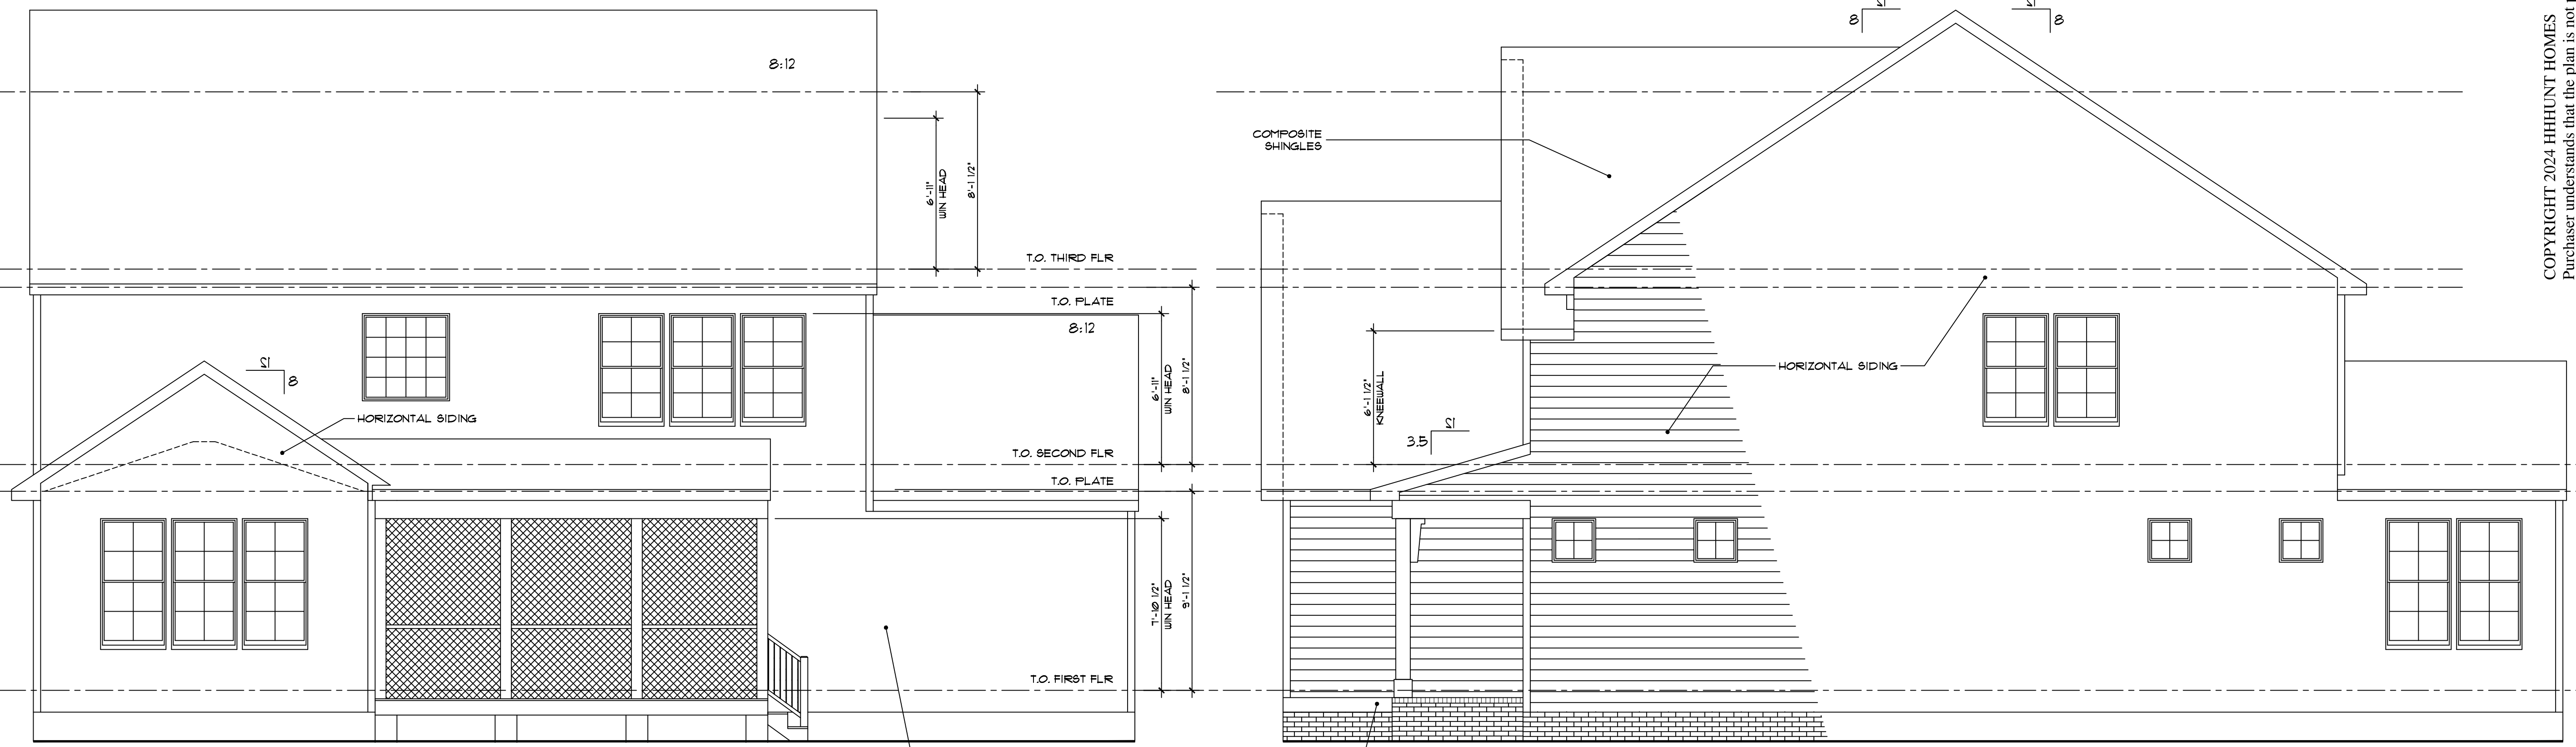 8:12
6'-11"
WIN HEAD
8'-1 1/2"
T.O. THIRD FLR
T.O. PLATE
8:12
12
8
HORIZONTAL SIDING
6'-11"
WIN HEAD
8'-1 1/2"
T.O. SECOND FLR
T.O. PLATE
7'-10 1/2"
WIN HEAD
9'-1 1/2"
T.O. FIRST FLR
12
8
12
8
COMPOSITE
SHINGLES
6'-1 1/2"
KNEEWALL
12
3.5
HORIZONTAL SIDING
COPYRIGHT 2024 HHHUNT HOMES
Purchaser understands that the plan is not